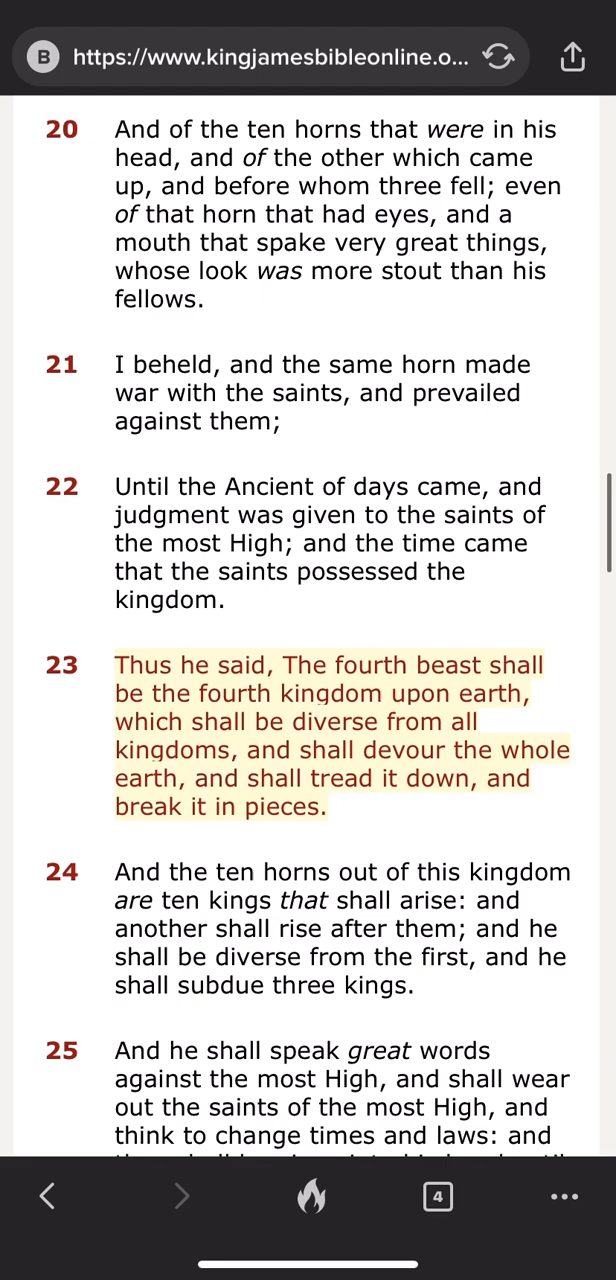 B https://www.kingjamesbibleonline.o...
20 And of the ten horns that were in his
head, and of the other which came
up, and before whom three fell; even
of that horn that had eyes, and a
mouth that spake very great things,
whose look was more stout than his
fellows.
21 I beheld, and the same horn made
war with the saints, and prevailed
against them;
22 Until the Ancient of days came, and
judgment was given to the saints of
the most High; and the time came
that the saints possessed the
kingdom.
23 Thus he said, The fourth beast shall
be the fourth kingdom upon earth,
which shall be diverse from all
kingdoms, and shall devour the whole
earth, and shall tread it down, and
break it in pieces.
24 And the ten horns out of this kingdom
are ten kings that shall arise: and
another shall rise after them; and he
shall be diverse from the first, and he
shall subdue three kings.
25 And he shall speak great words
against the most High, and shall wear
out the saints of the most High, and
think to change times and laws: and
4